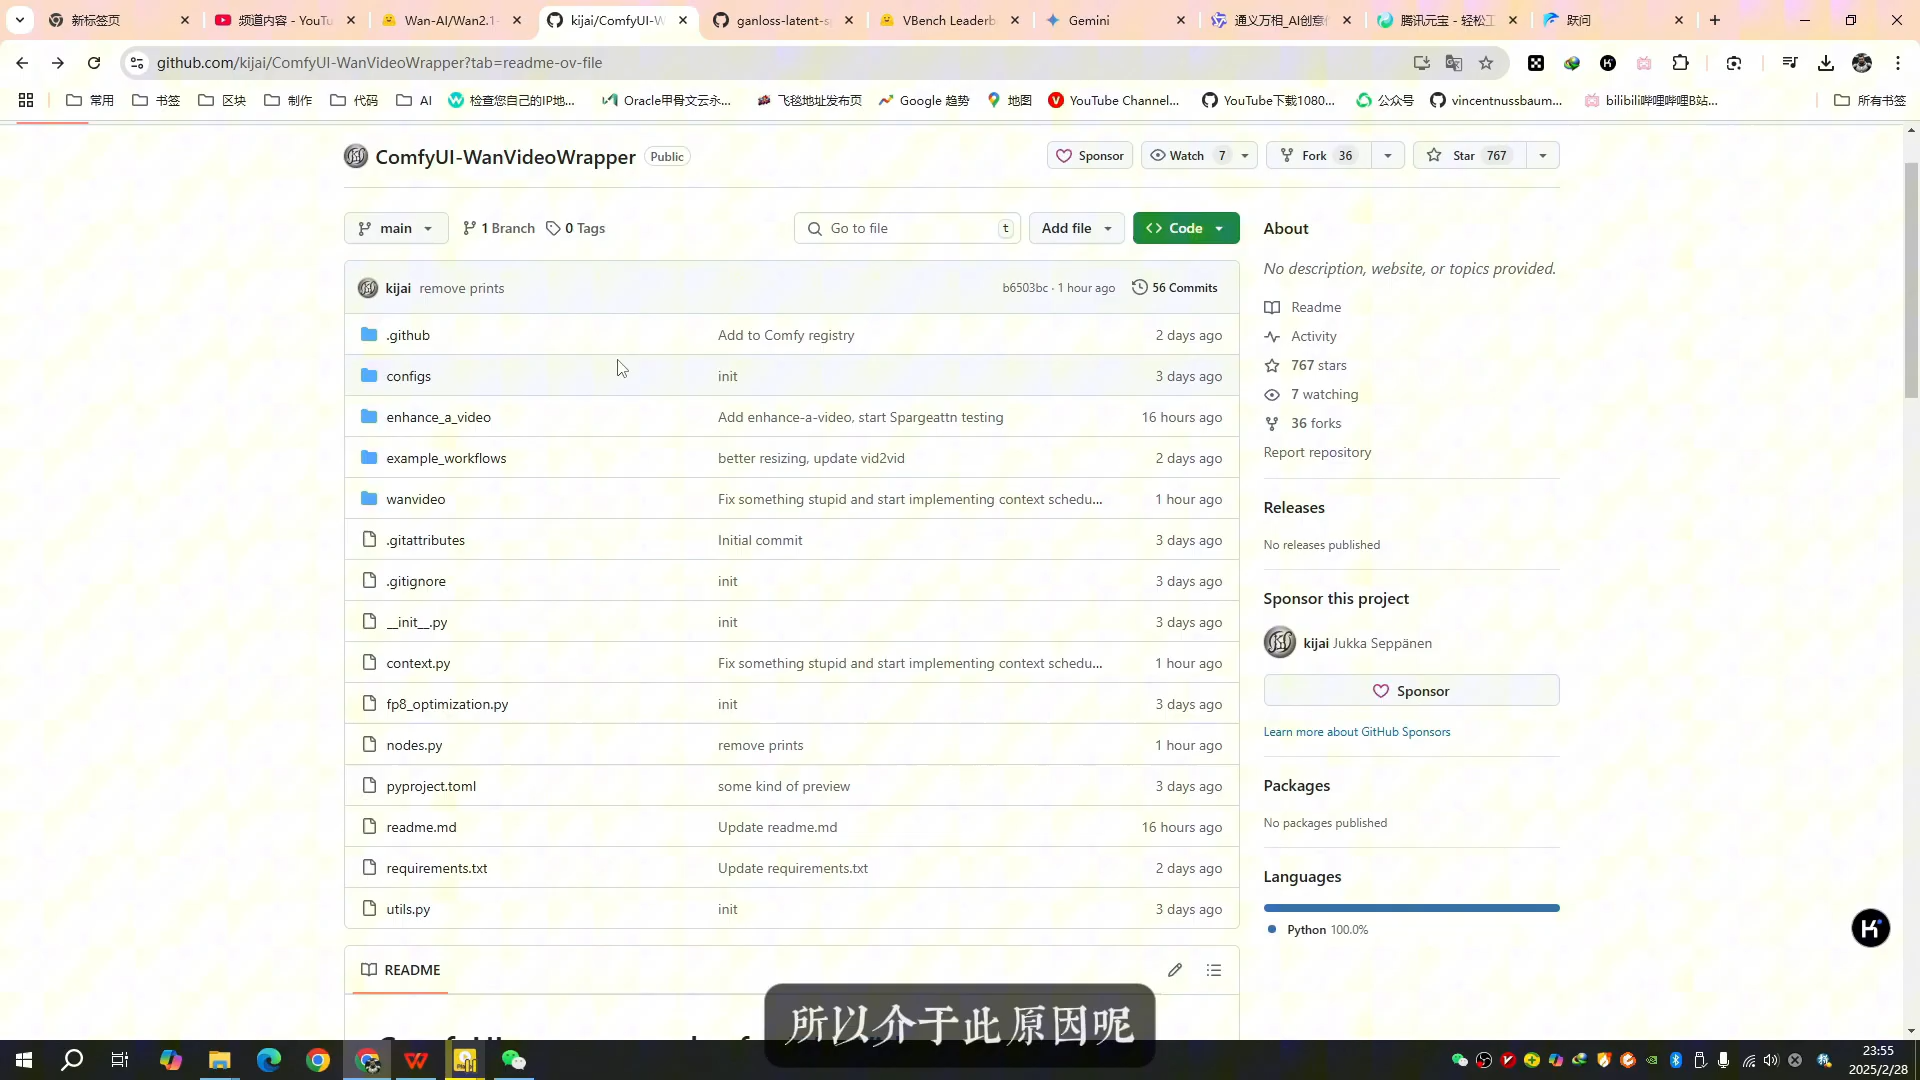 新标签页
频道内容 - YouTu
Wan-AI/Wan2.1-
kijai/ComfyUI-W
ganloss-latent-s
VBench Leaderb
Gemini
通义万相_AI创意
腾讯元宝 - 轻松工
跃问
github.com/kijai/ComfyUI-WanVideoWrapper?tab=readme-ov-file
常用
书签
区块
制作
代码
AI
检查您自己的IP地...
Oracle甲骨文云永...
飞毯地址发布页
Google 趋势
地图
YouTube Channel...
YouTube下载1080...
公众号
vincentnussbaum...
bilibili哔哩哔哩B站...
所有书签
ComfyUI-WanVideoWrapper Public
Sponsor
Watch 7
Fork 36
Star 767
main
1 Branch
0 Tags
Go to file t
Add file
Code
kijai remove prints b6503bc · 1 hour ago 56 Commits
.github Add to Comfy registry 2 days ago
configs init 3 days ago
enhance_a_video Add enhance-a-video, start Spargeattn testing 16 hours ago
example_workflows better resizing, update vid2vid 2 days ago
wanvideo Fix something stupid and start implementing context schedu... 1 hour ago
.gitattributes Initial commit 3 days ago
.gitignore init 3 days ago
__init__.py init 3 days ago
context.py Fix something stupid and start implementing context schedu... 1 hour ago
fp8_optimization.py init 3 days ago
nodes.py remove prints 1 hour ago
pyproject.toml some kind of preview 3 days ago
readme.md Update readme.md 16 hours ago
requirements.txt Update requirements.txt 2 days ago
utils.py init 3 days ago
README
About
No description, website, or topics provided.
Readme
Activity
767 stars
7 watching
36 forks
Report repository
Releases
No releases published
Sponsor this project
kijai Jukka Seppänen
Sponsor
Learn more about GitHub Sponsors
Packages
No packages published
Languages
Python 100.0%
所以介于此原因呢
23:55
2025/2/28